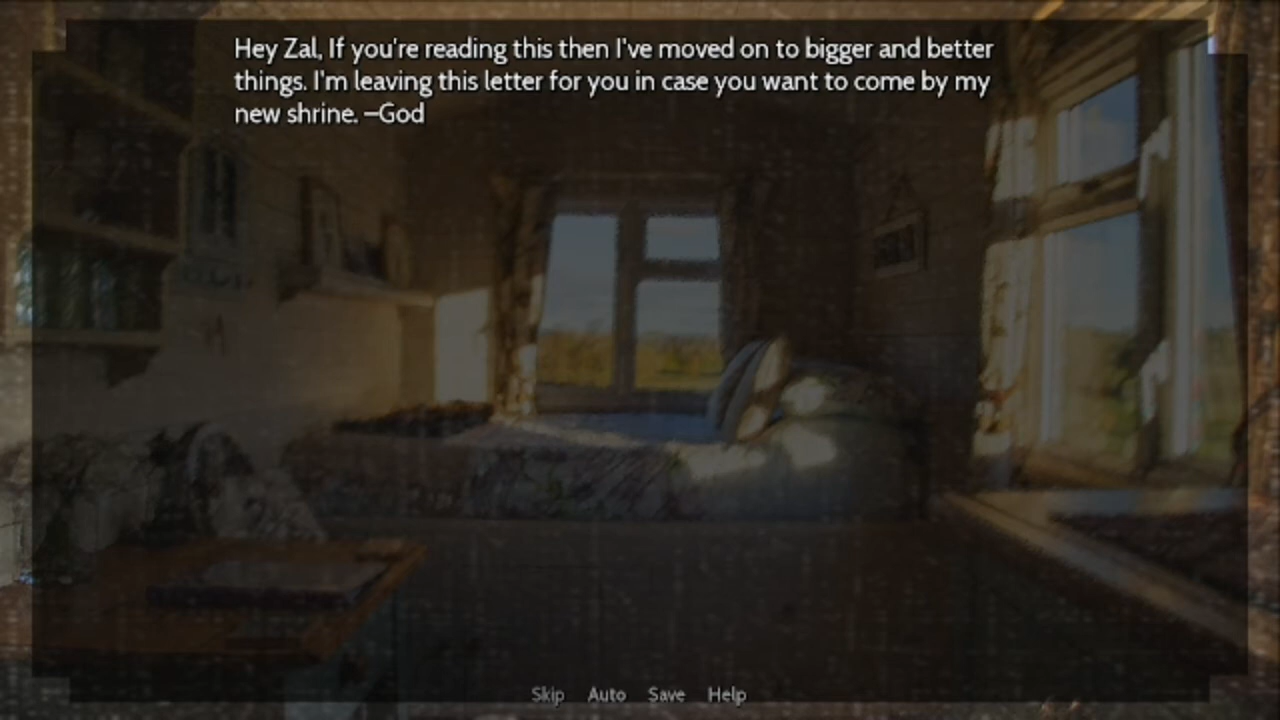 Hey Zal, If you're reading this then I've moved on to bigger and better
things. I'm leaving this letter for you in case you want to come by my
new shrine. –God
Skip Auto Save Help